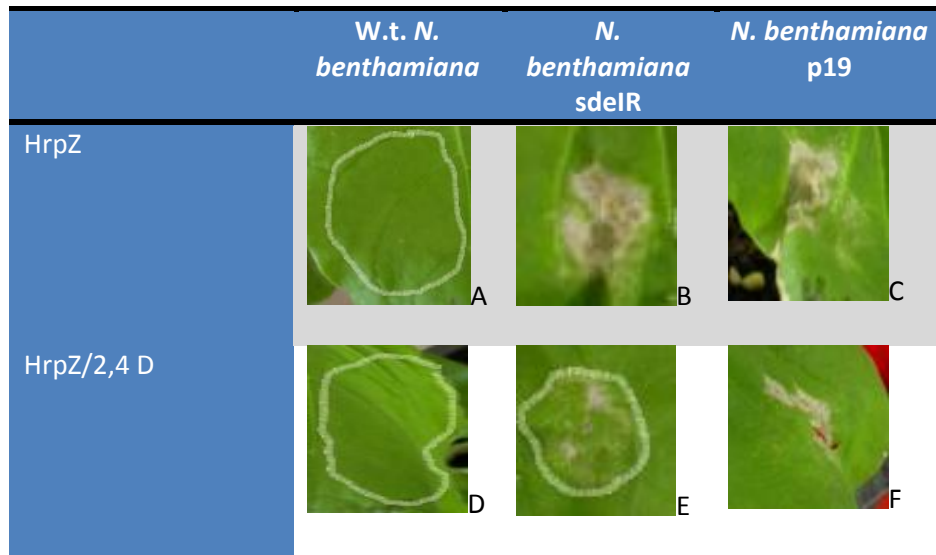 W.t. N.
benthamiana
N.
benthamiana
sdeIR
N. benthamiana
p19
HrpZ
A
B
C
HrpZ/2,4 D
D
E
F